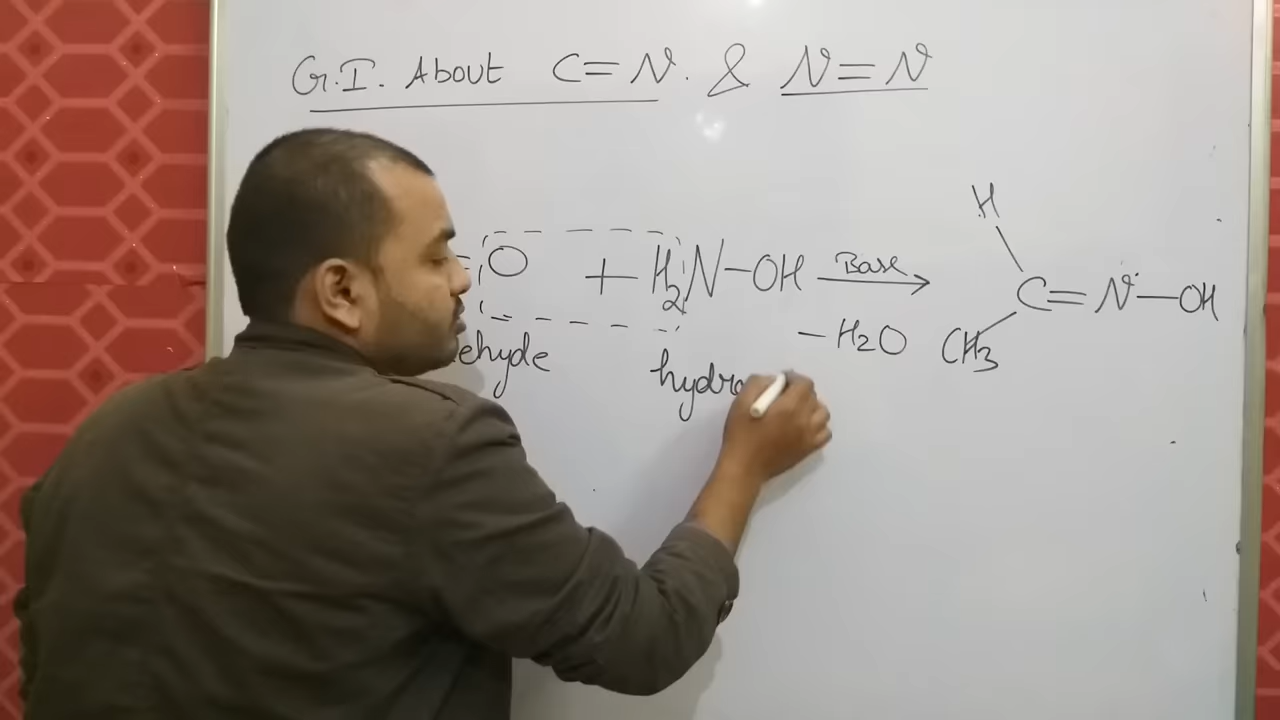 G.I. About C=N. & N=N
H
=O + H₂N-OH Base C=N-OH
-H₂O CH₃
ehyde hydro